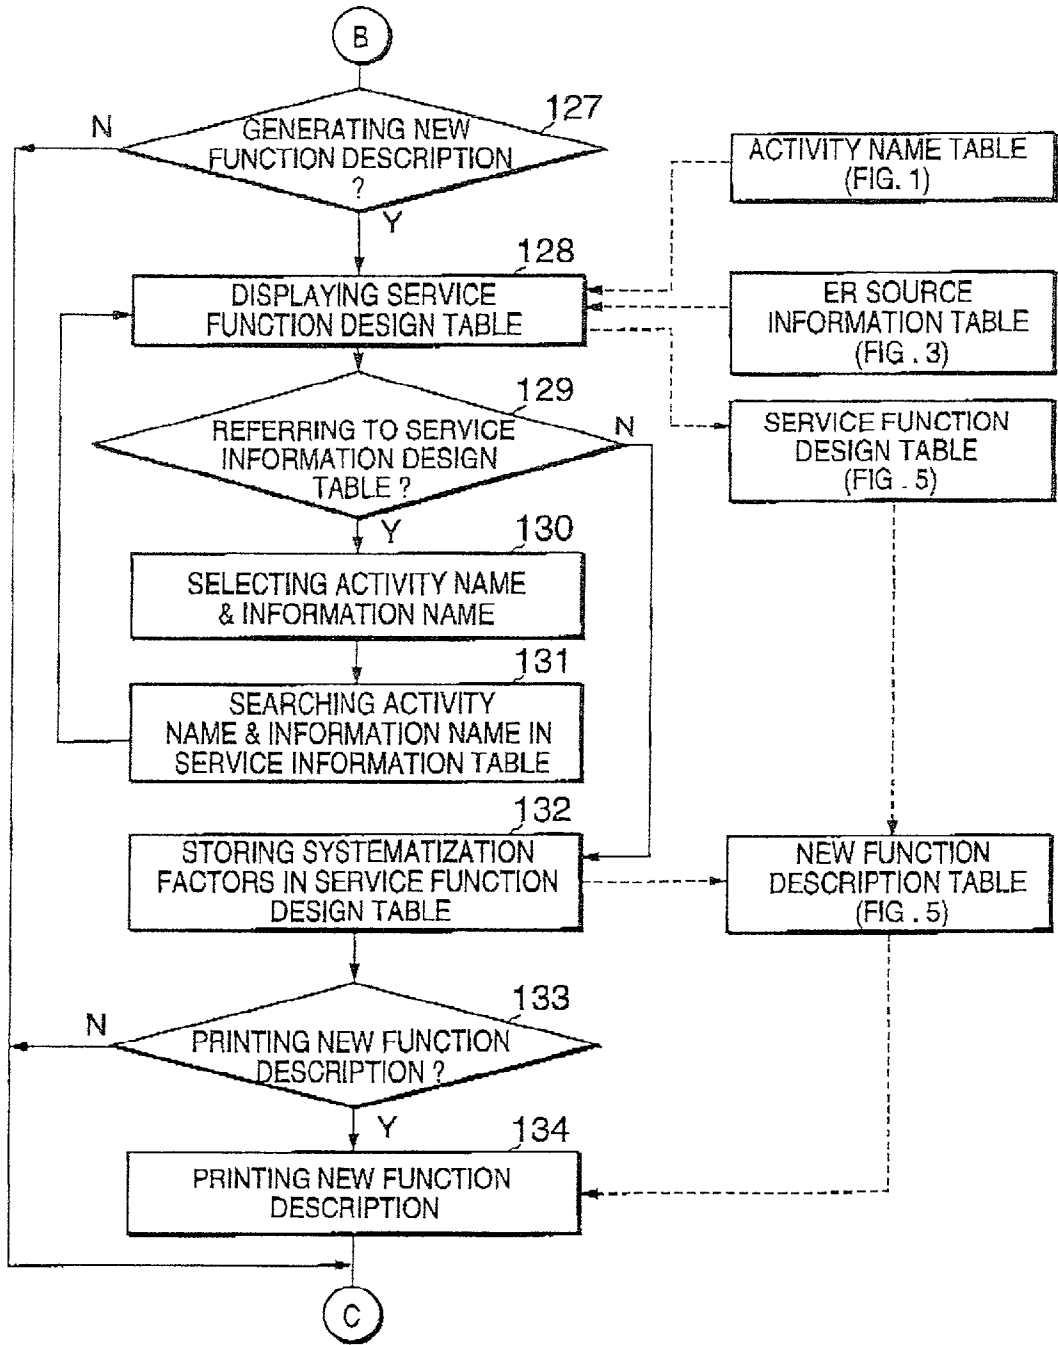 B
127
GENERATING NEW
FUNCTION DESCRIPTION
?
N
Y
ACTIVITY NAME TABLE
(FIG. 1)
128
DISPLAYING SERVICE
FUNCTION DESIGN TABLE
ER SOURCE
INFORMATION TABLE
(FIG . 3)
129
REFERRING TO SERVICE
INFORMATION DESIGN
TABLE ?
N
Y
SERVICE FUNCTION
DESIGN TABLE
(FIG . 5)
130
SELECTING ACTIVITY NAME
& INFORMATION NAME
131
SEARCHING ACTIVITY
NAME & INFORMATION NAME IN
SERVICE INFORMATION TABLE
132
STORING SYSTEMATIZATION
FACTORS IN SERVICE FUNCTION
DESIGN TABLE
NEW FUNCTION
DESCRIPTION TABLE
(FIG . 5)
133
N
PRINTING NEW FUNCTION
DESCRIPTION ?
Y
134
PRINTING NEW FUNCTION
DESCRIPTION
C